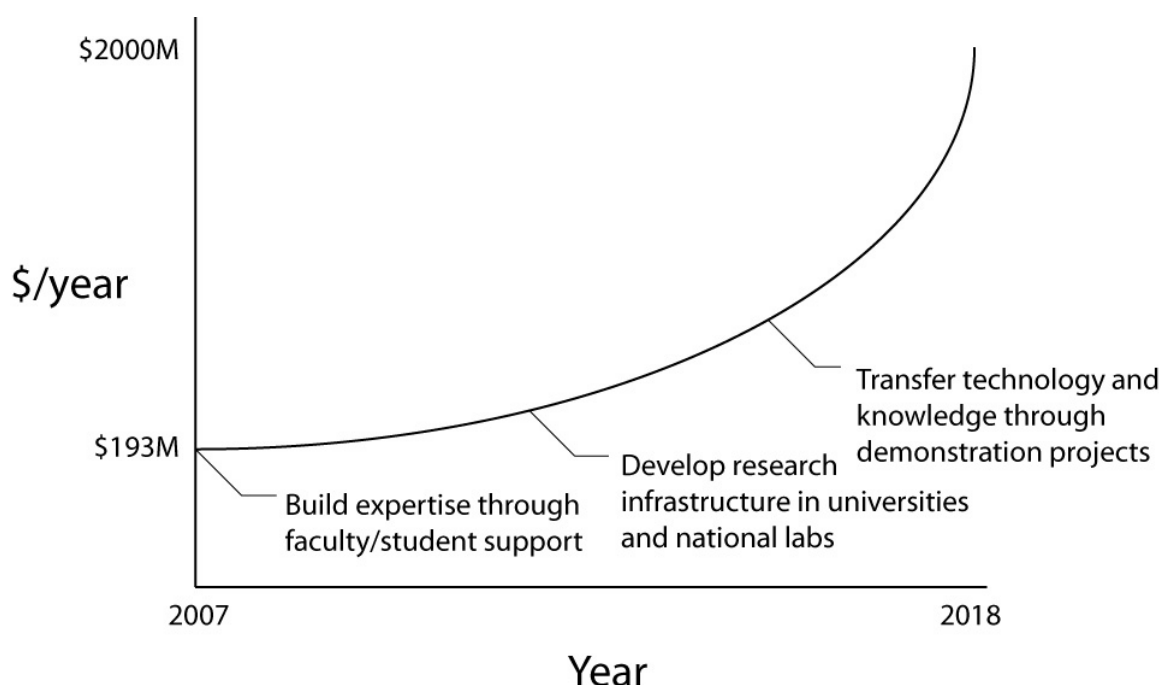 $2000M
$/year
$193M
Transfer technology and
knowledge through
demonstration projects
Develop research
infrastructure in universities
and national labs
Build expertise through
faculty/student support
2007
2018
Year